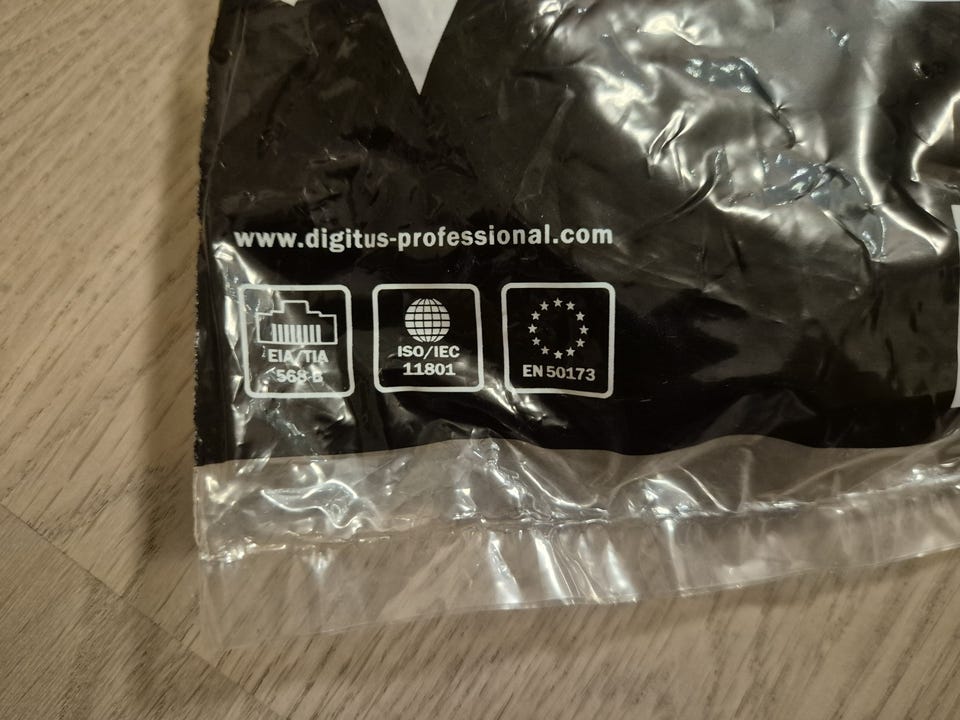 www.digitus-professional.com
EIA/TIA
568 B
ISO/IEC
11801
EN 50173